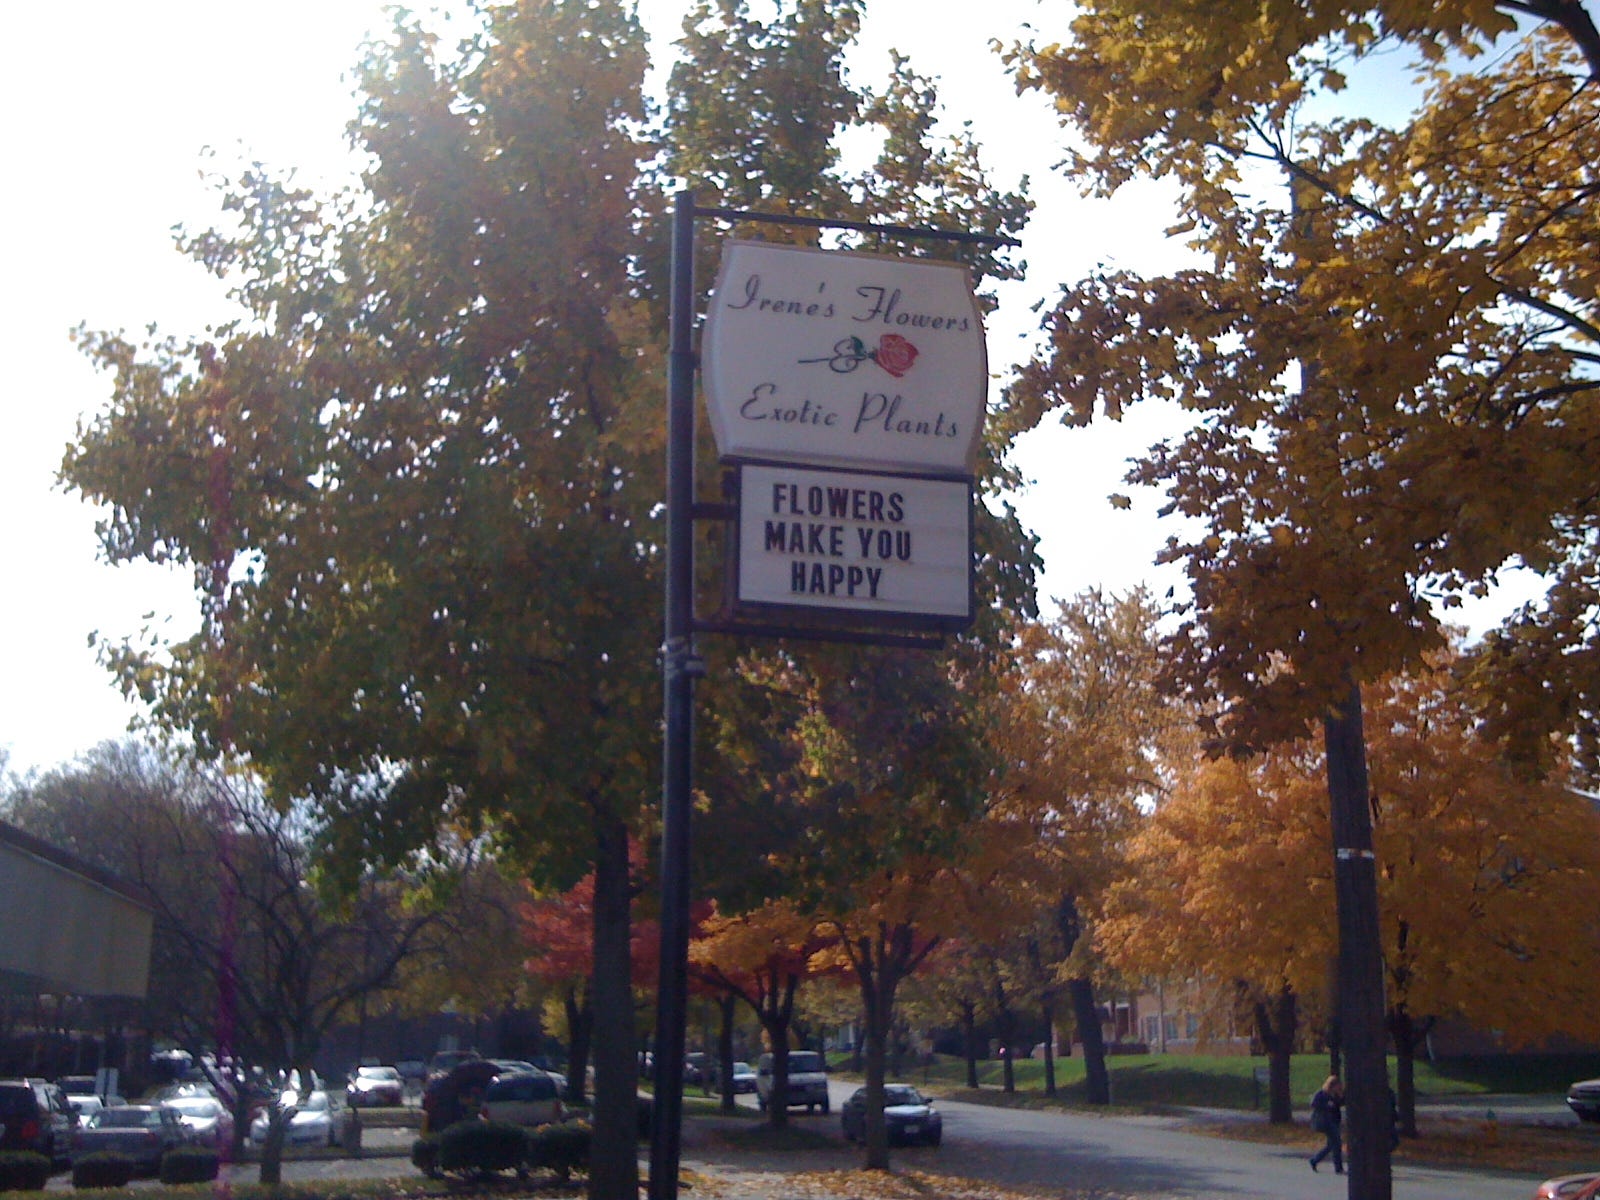 Irene's Flowers
&
Exotic Plants
FLOWERS
MAKE YOU
HAPPY